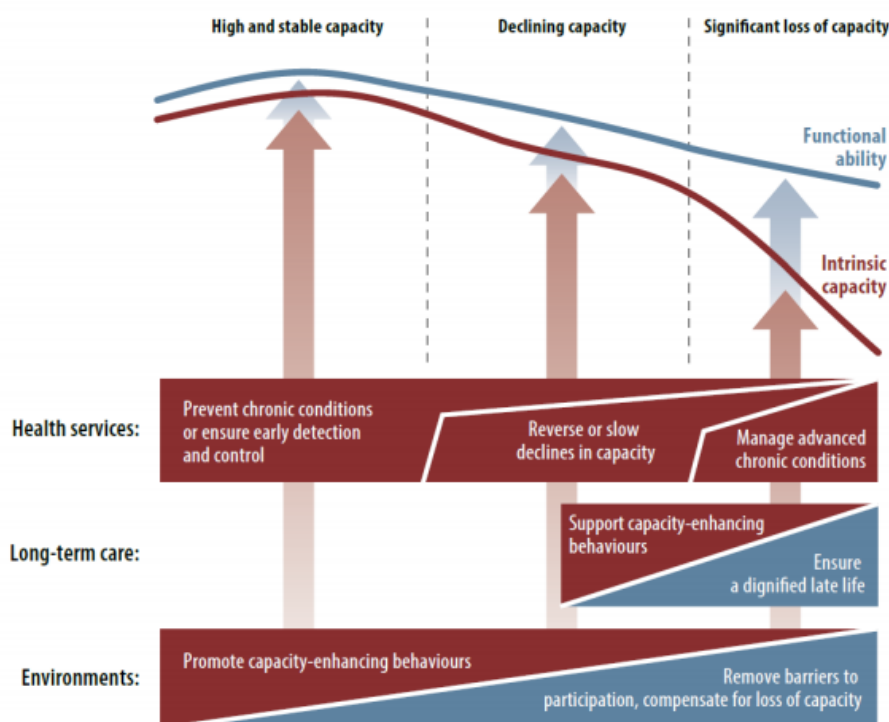 High and stable capacity
Declining capacity
Significant loss of capacity
Functional
ability
Intrinsic
capacity
Health services:
Prevent chronic conditions
or ensure early detection
and control
Reverse or slow
declines in capacity
Manage advanced
chronic conditions
Long-term care:
Support capacity-enhancing
behaviours
Ensure
a dignified late life
Environments:
Promote capacity-enhancing behaviours
Remove barriers to
participation, compensate for loss of capacity